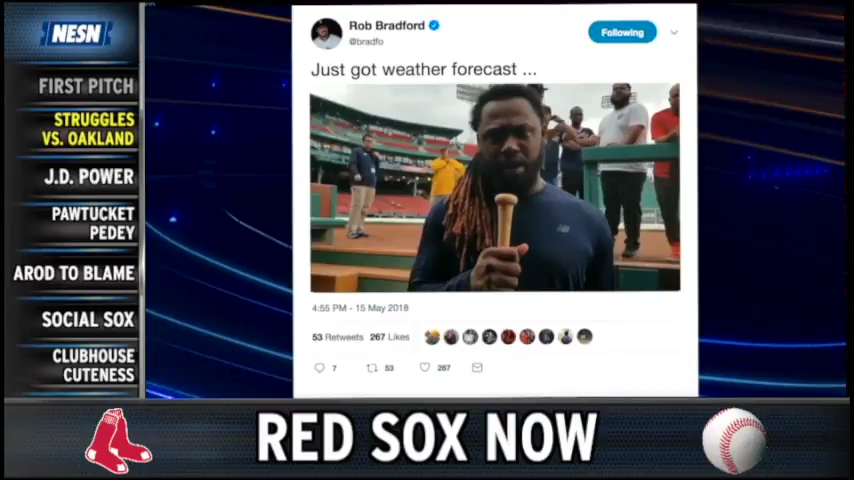 NESN
FIRST PITCH
STRUGGLES
VS. OAKLAND
J.D. POWER
PAWTUCKET
PEDEY
AROD TO BLAME
SOCIAL SOX
CLUBHOUSE
CUTENESS
Rob Bradford
@bradfo
Following
Just got weather forecast ...
4:55 PM - 15 May 2018
53 Retweets 267 Likes
7 53 267
RED SOX NOW